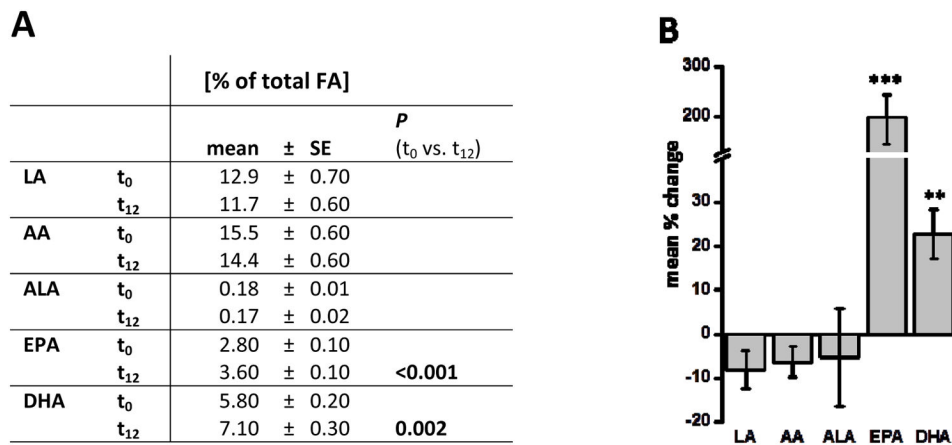 A
[% of total FA]
P
mean ± SE (t₀ vs. t₁₂)
LA t₀ 12.9 ± 0.70
t₁₂ 11.7 ± 0.60
AA t₀ 15.5 ± 0.60
t₁₂ 14.4 ± 0.60
ALA t₀ 0.18 ± 0.01
t₁₂ 0.17 ± 0.02
EPA t₀ 2.80 ± 0.10
t₁₂ 3.60 ± 0.10 <0.001
DHA t₀ 5.80 ± 0.20
t₁₂ 7.10 ± 0.30 0.002
B
mean % change
300
200
30
20
10
0
-10
-20
***
**
LA AA ALA EPA DHA